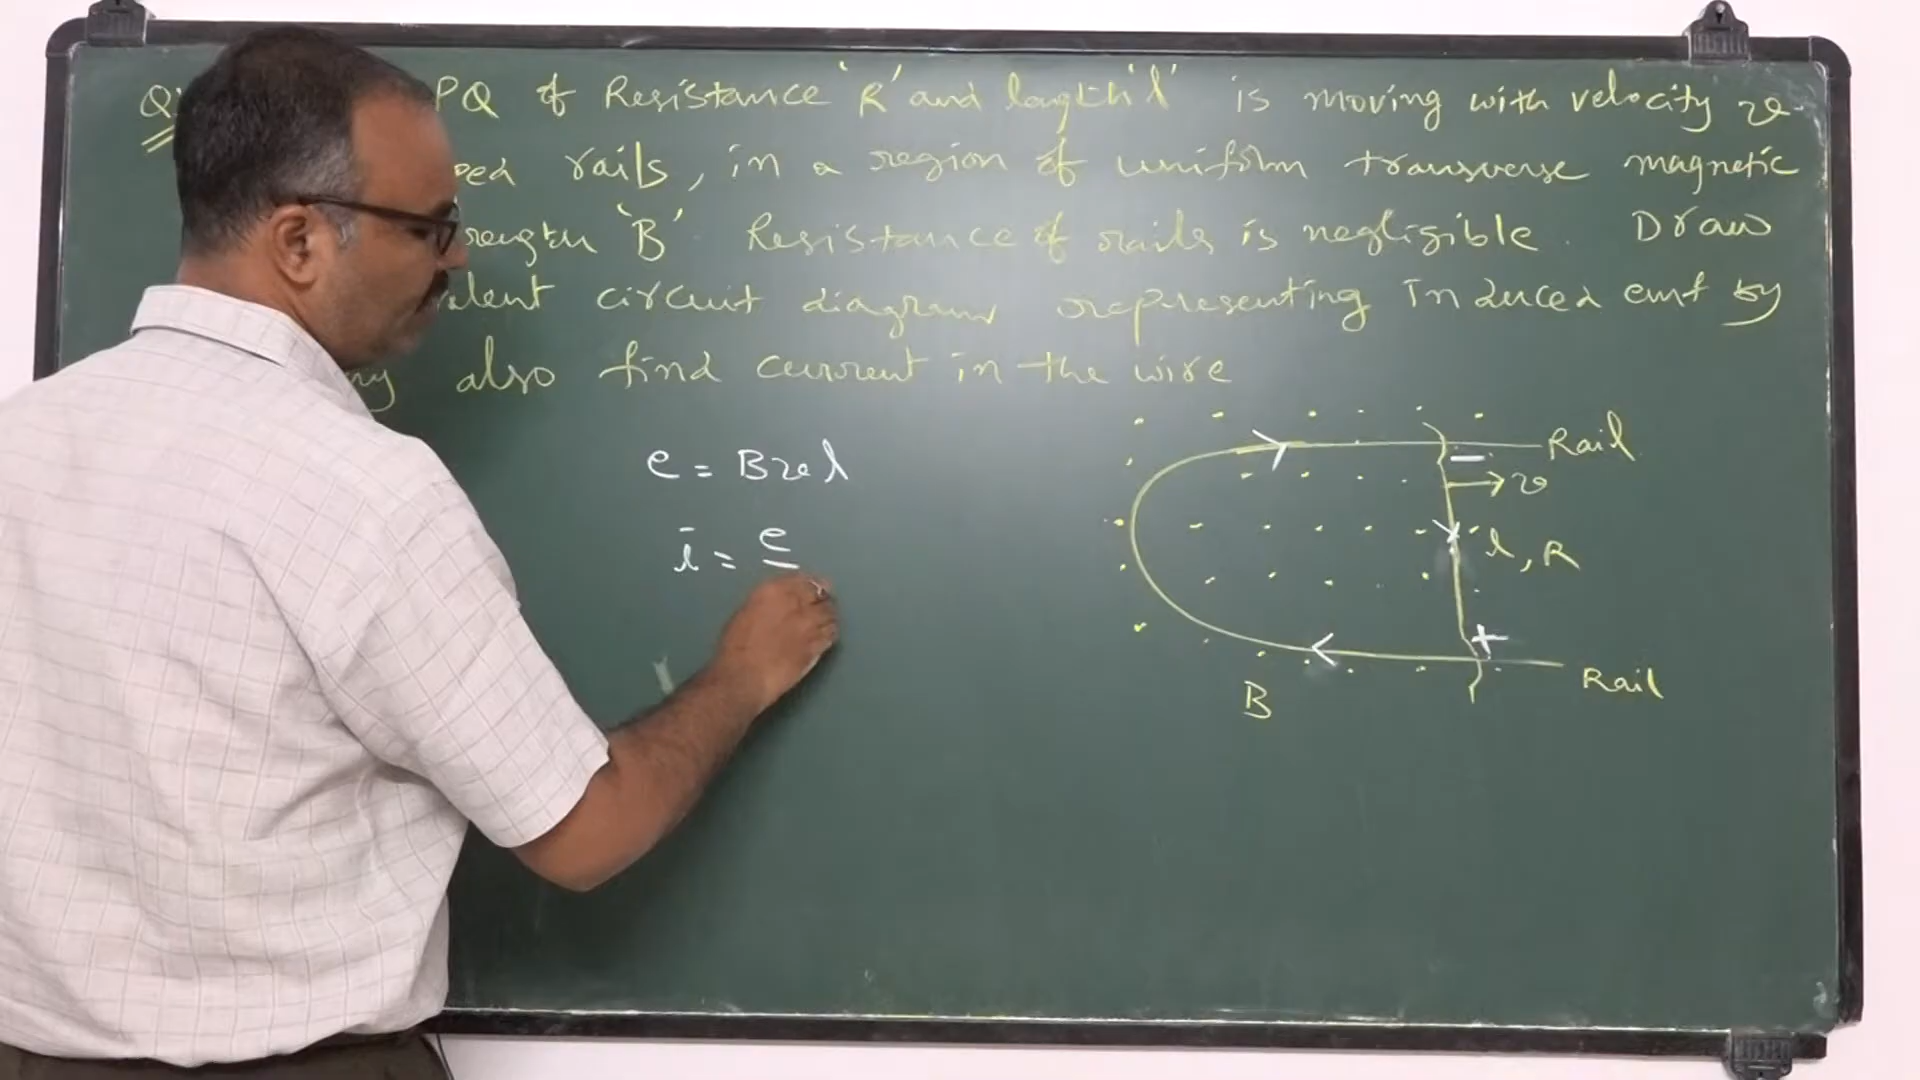 Q PQ of Resistance 'R' and length 'l' is moving with velocity v
rails, in a region of uniform transverse magnetic
'B'. Resistance of rails is negligible. Draw
circuit diagram representing Induced emf by
also find current in the wire
e = Bvl
i = e
Rail
v
l, R
Rail
B